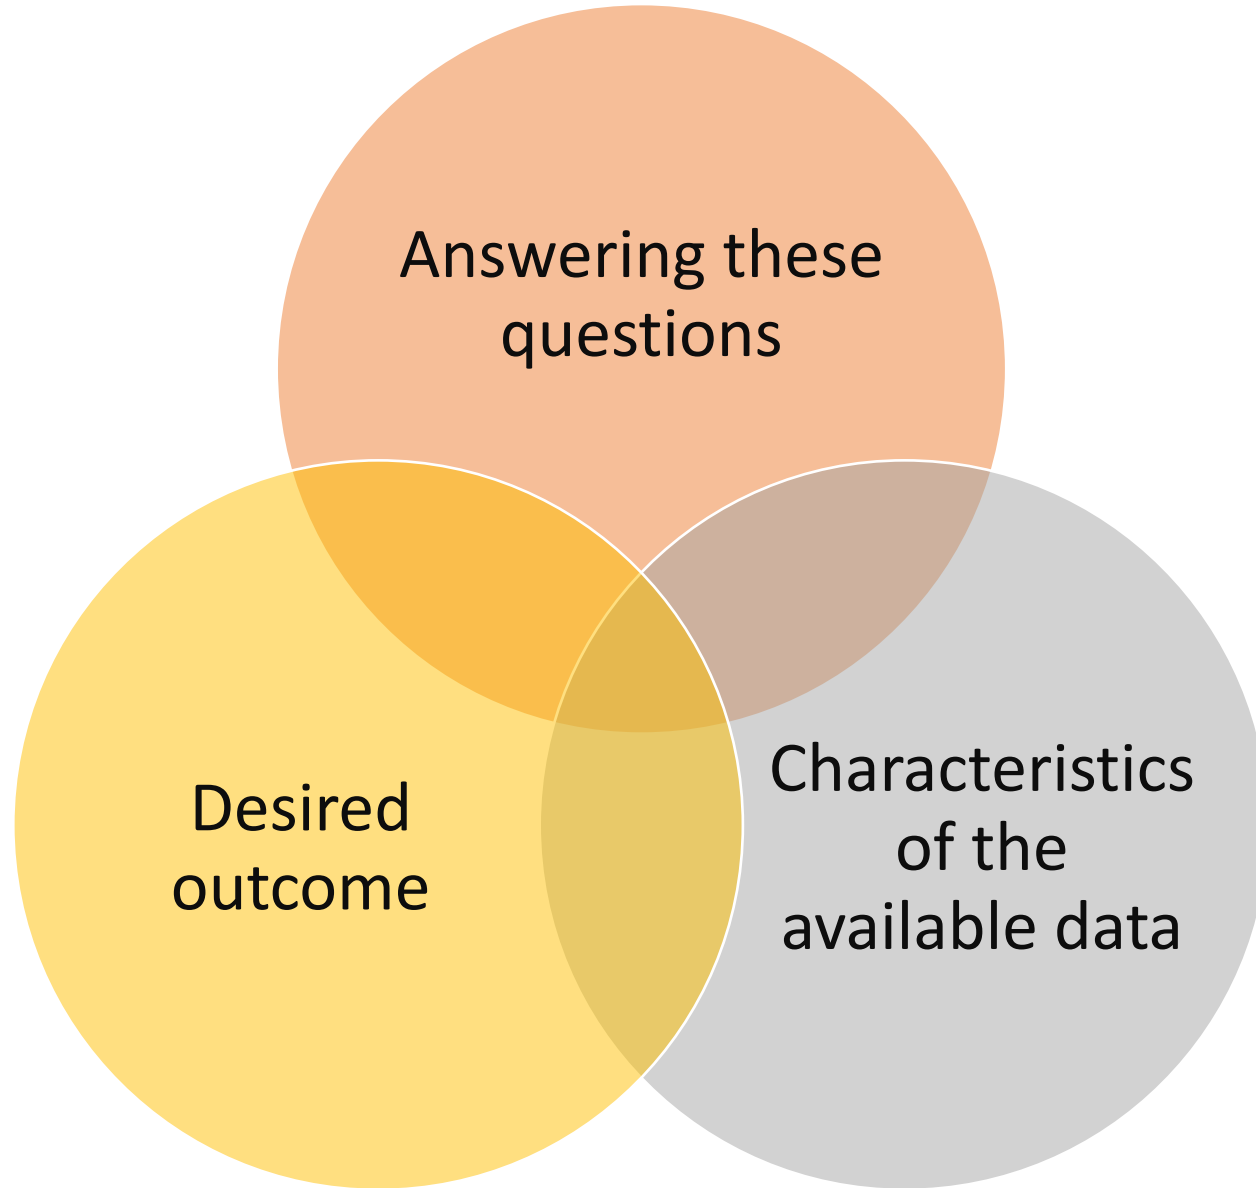 Answering these
questions
Desired
outcome
Characteristics
of the
available data